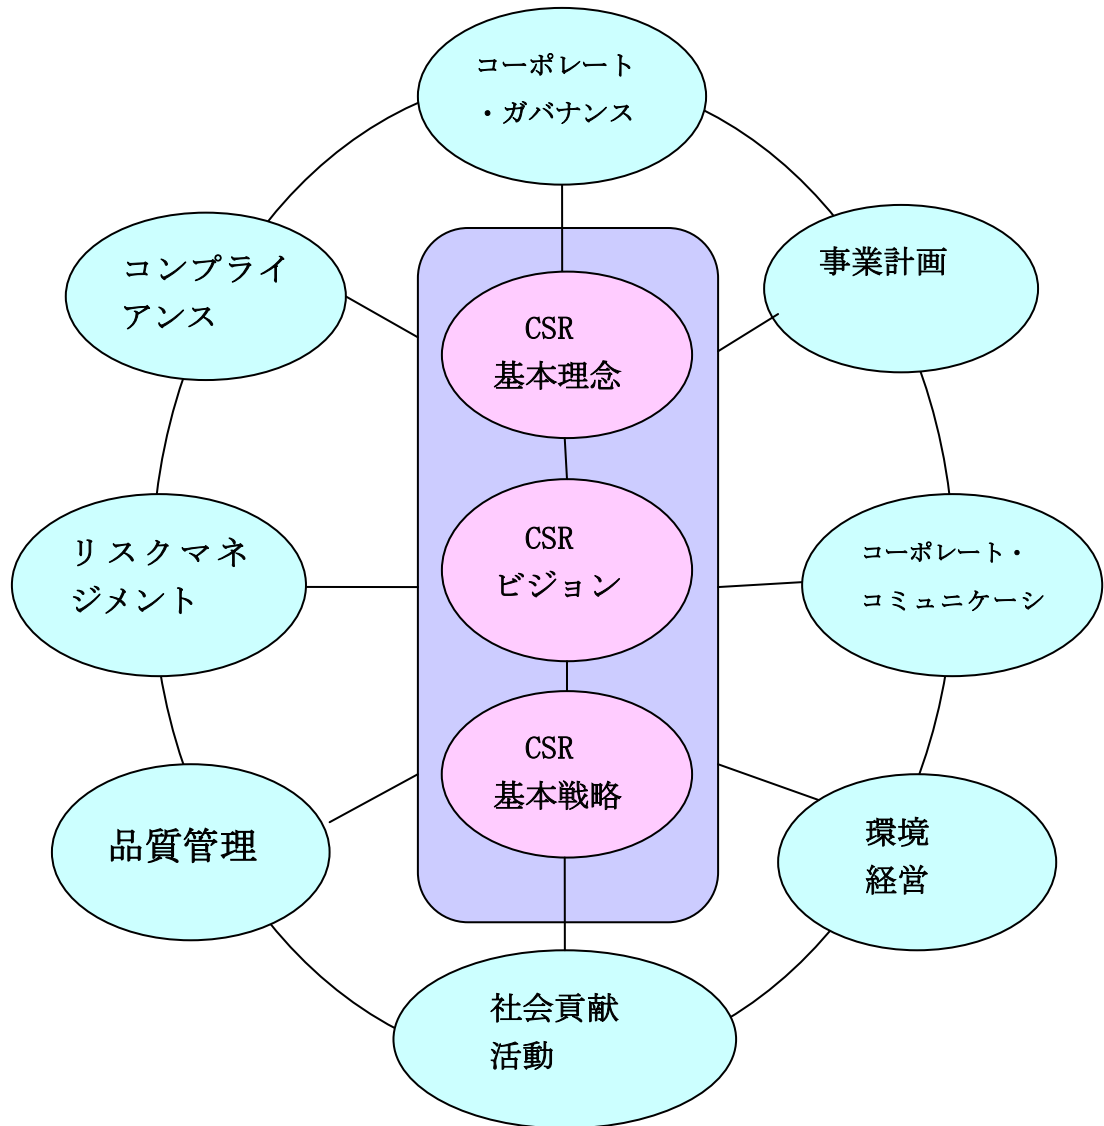 コーポレート
・ガバナンス
コンプライ
アンス
事業計画
CSR
基本理念
リスクマネ
ジメント
CSR
ビジョン
コーポレート・
コミュニケーシ
CSR
基本戦略
品質管理
環境
経営
社会貢献
活動